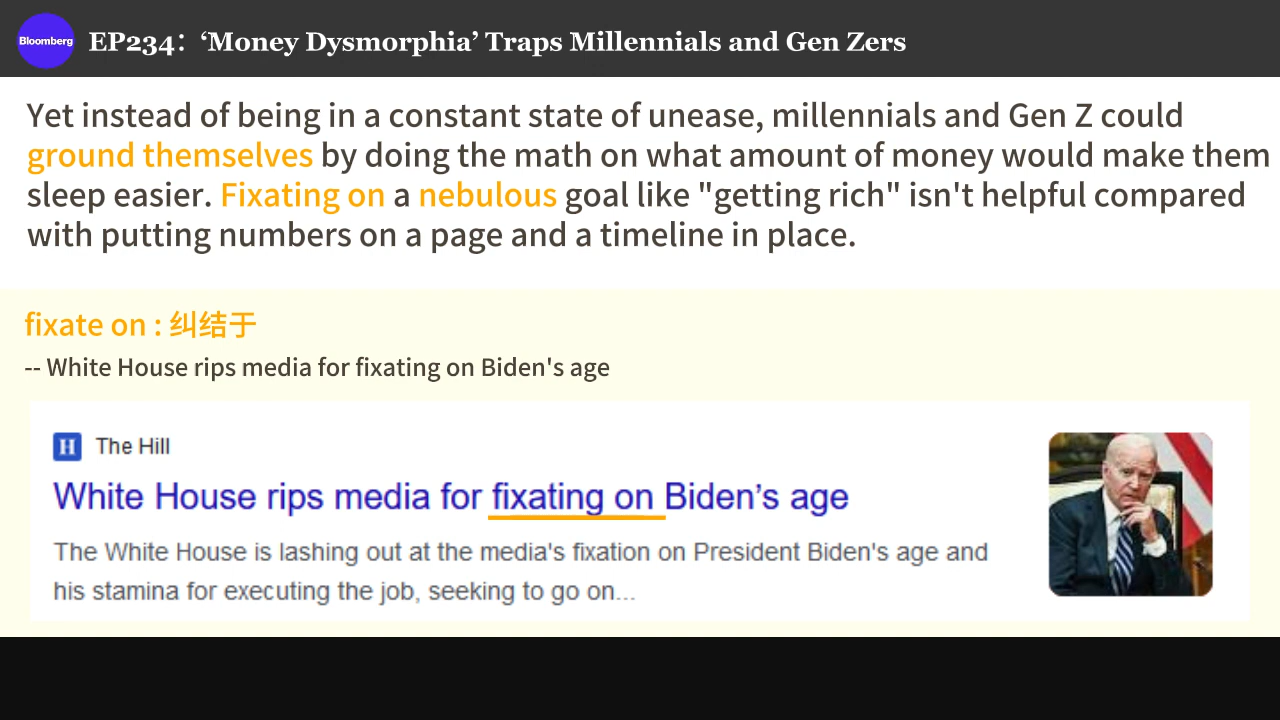 Bloomberg
EP234：‘Money Dysmorphia’ Traps Millennials and Gen Zers
Yet instead of being in a constant state of unease, millennials and Gen Z could
ground themselves by doing the math on what amount of money would make them
sleep easier. Fixating on a nebulous goal like "getting rich" isn't helpful compared
with putting numbers on a page and a timeline in place.
fixate on : 纠结于
-- White House rips media for fixating on Biden's age
H The Hill
White House rips media for fixating on Biden’s age
The White House is lashing out at the media's fixation on President Biden's age and
his stamina for executing the job, seeking to go on...